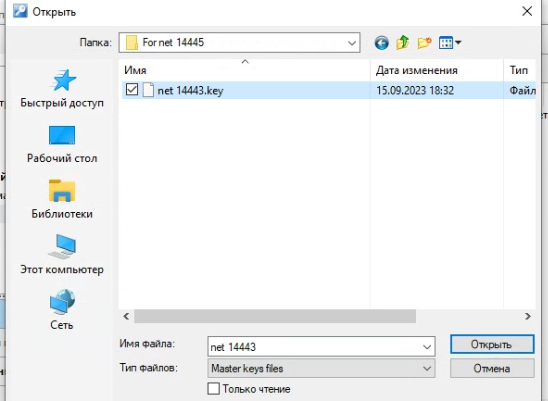 Открыть
Папка: For net 14445
Имя Дата изменения Тип
net 14443.key 15.09.2023 18:32 Файл
Быстрый доступ
Рабочий стол
Библиотеки
Этот компьютер
Сеть
Имя файла: net 14443 Открыть
Тип файлов: Master keys files Отмена
Только чтение